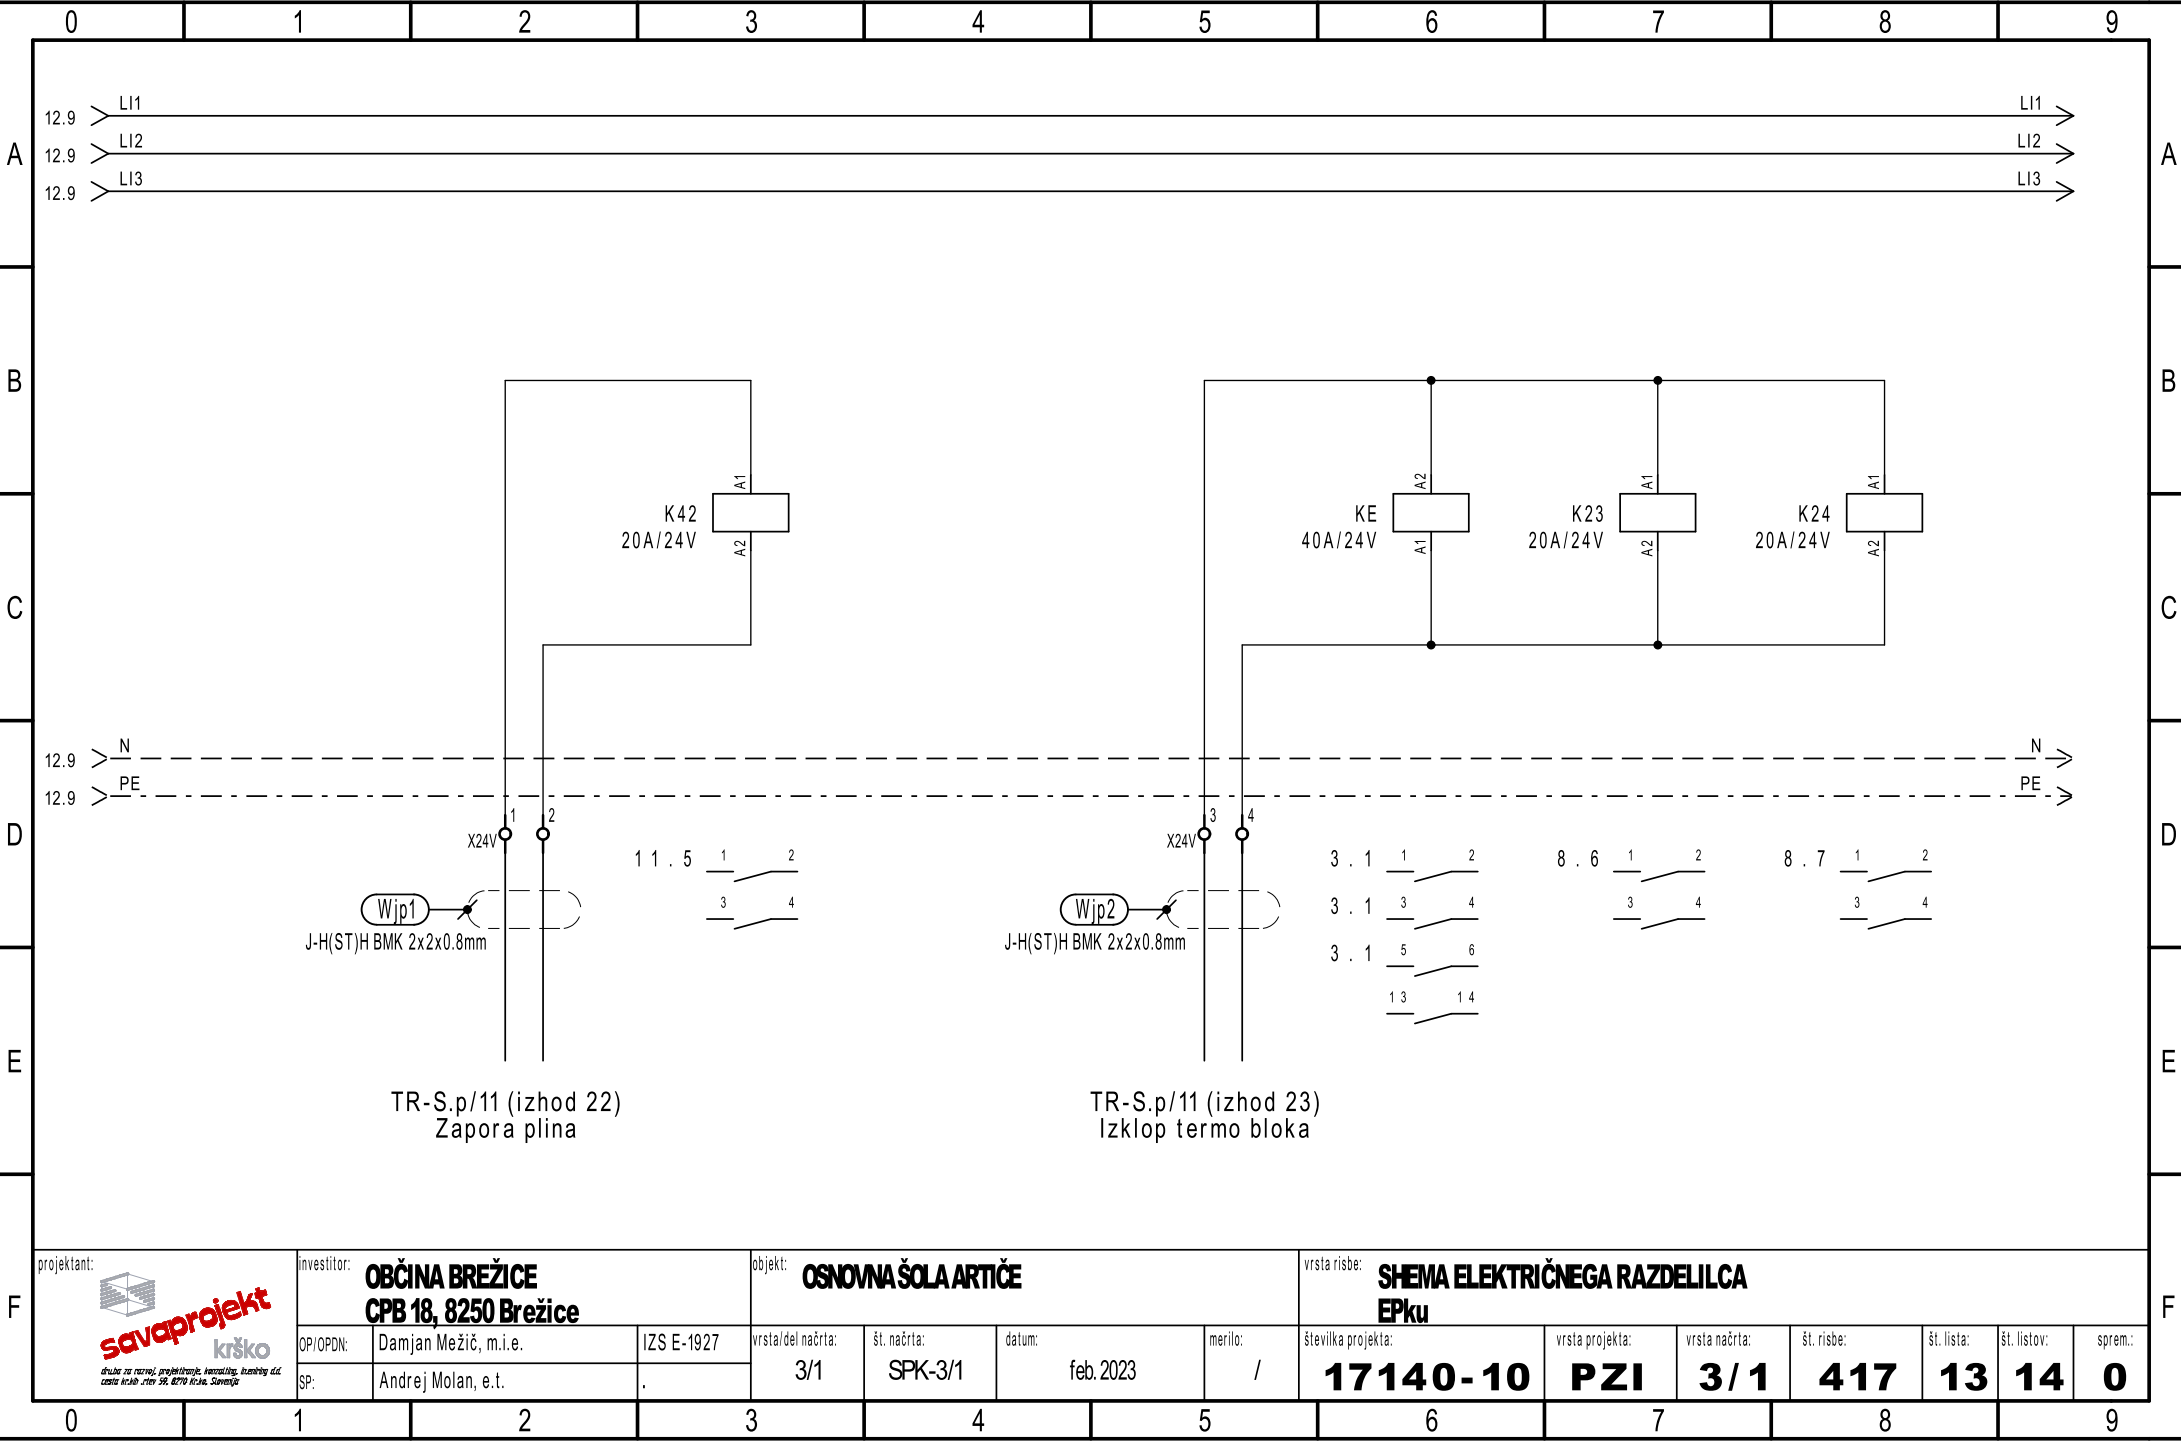 0 1 2 3 4 5 6 7 8 9
LI1 LI1
12.9
A LI2 LI2 A
12.9
LI3 LI3
12.9
B B
A1 A2 A1 A1
K42 KE K23 K24
20A/24V 40A/24V 20A/24V 20A/24V
A2 A1 A2 A2
C C
N N
12.9
PE PE
12.9
1 2 3 4
D X24V X24V D
11.5 1 2 3.1 1 2 8.6 1 2 8.7 1 2
3 4 3.1 3 4 3 4 3 4
Wjp1 Wjp2
J-H(ST)H BMK 2x2x0.8mm J-H(ST)H BMK 2x2x0.8mm
3.1 5 6
13 14
E E
TR-S.p/11 (izhod 22) TR-S.p/11 (izhod 23)
Zapora plina Izklop termo bloka
projektant: investitor: OBČINA BREŽICE objekt: OSNOVNA ŠOLA ARTIČE vrsta risbe: SHEMA ELEKTRIČNEGA RAZDELILCA
F CPB 18, 8250 Brežice EPku F
savaprojekt
krško
OP/OPDN: Damjan Mežič, m.i.e. IZS E-1927 vrsta/del načrta: št. načrta: datum: merilo: številka projekta: vrsta projekta: vrsta načrta: št. risbe: št. lista: št. listov: sprem.:
SP: Andrej Molan, e.t. . 3/1 SPK-3/1 feb. 2023 / 17140-10 PZI 3/1 417 13 14 0
0 1 2 3 4 5 6 7 8 9